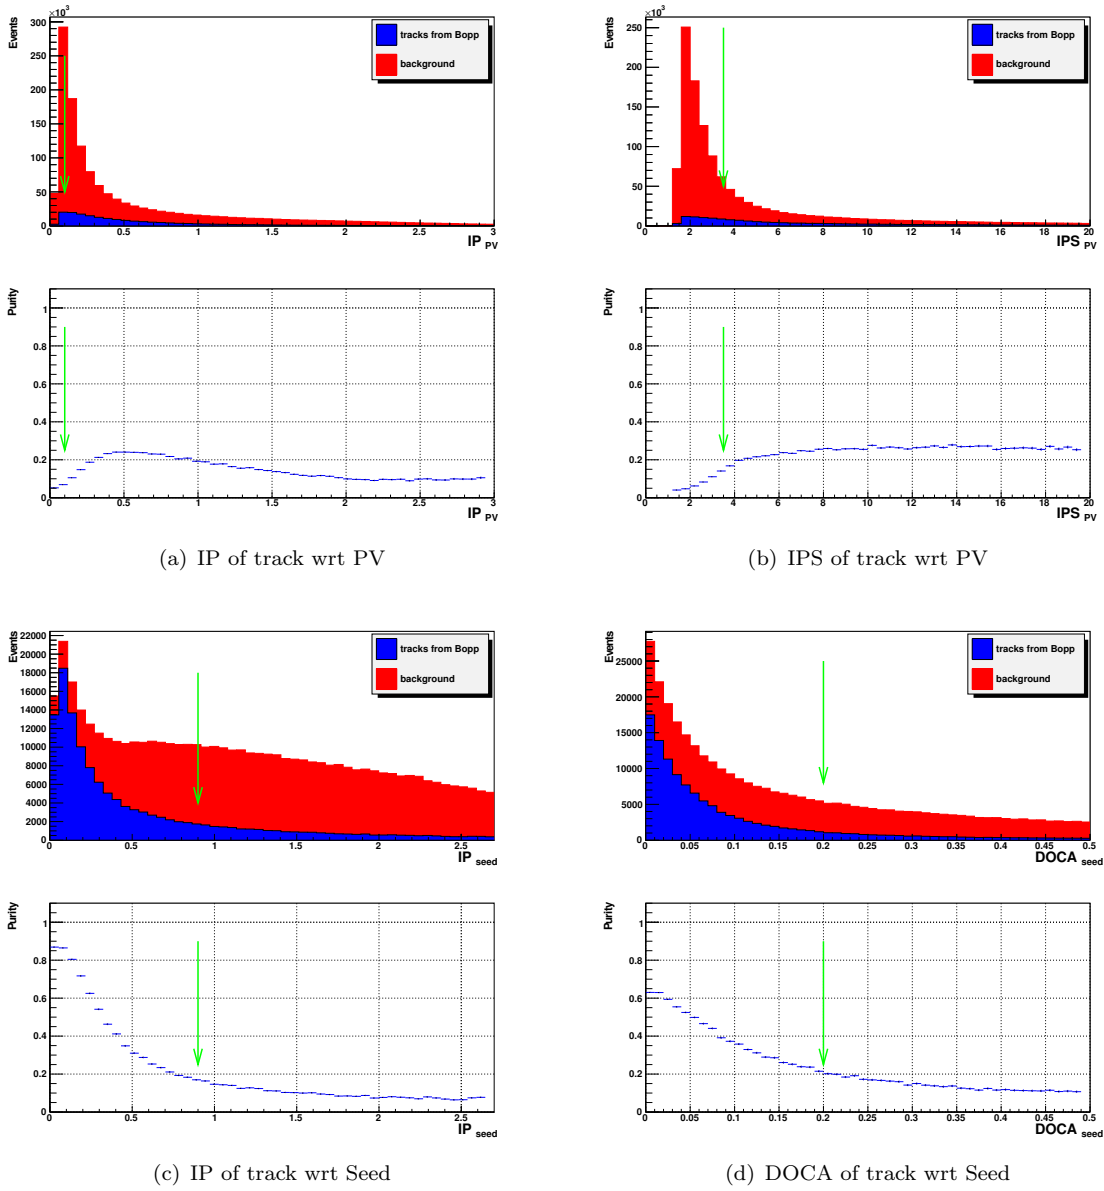 ×10³
Events
300
250
200
150
100
50
0
tracks from Bopp
background
0 0.5 1 1.5 2 2.5 3
IP PV
Purity
1
0.8
0.6
0.4
0.2
0
0 0.5 1 1.5 2 2.5 3
IP PV
(a) IP of track wrt PV
×10³
Events
250
200
150
100
50
0
tracks from Bopp
background
0 2 4 6 8 10 12 14 16 18 20
IPS PV
Purity
1
0.8
0.6
0.4
0.2
0
0 2 4 6 8 10 12 14 16 18 20
IPS PV
(b) IPS of track wrt PV
Events
22000
20000
18000
16000
14000
12000
10000
8000
6000
4000
2000
0
tracks from Bopp
background
0 0.5 1 1.5 2 2.5
IP seed
Purity
1
0.8
0.6
0.4
0.2
0
0 0.5 1 1.5 2 2.5
IP seed
(c) IP of track wrt Seed
Events
25000
20000
15000
10000
5000
0
tracks from Bopp
background
0 0.05 0.1 0.15 0.2 0.25 0.3 0.35 0.4 0.45 0.5
DOCA seed
Purity
1
0.8
0.6
0.4
0.2
0
0 0.05 0.1 0.15 0.2 0.25 0.3 0.35 0.4 0.45 0.5
DOCA seed
(d) DOCA of track wrt Seed